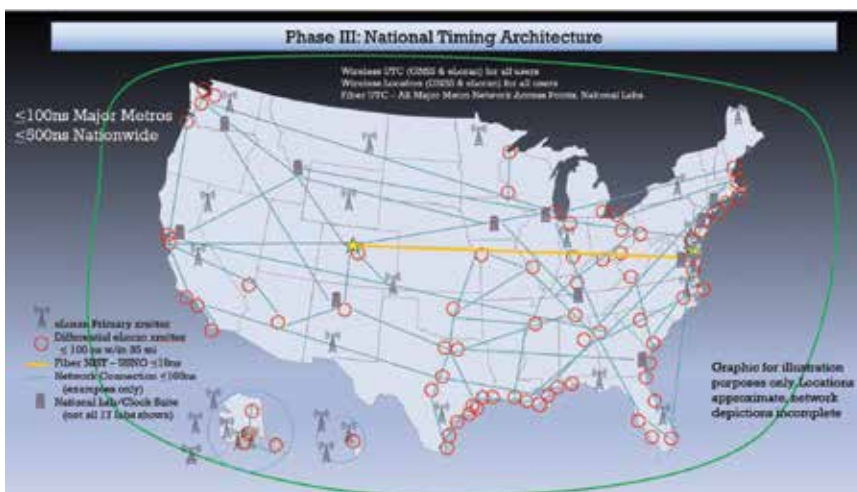 Phase III: National Timing Architecture
Wireless UTC (GNSS & eLoran) for all users
Wireless Location (GNSS & eLoran) for all users
Fiber UTC – All Major Metro Network Access Points, National Labs
≤100ns Major Metros
≤500ns Nationwide
eLoran Primary xmitter
Differential eLoran xmitter
≤ 100 ns w/in 35 mi
Fiber NIST – USNO ≤10ns
Network Connection ≤100ns
(examples only)
National Lab/Clock Suite
(not all 17 labs shown)
Graphic for illustration
purposes only. Locations
approximate, network
depictions incomplete